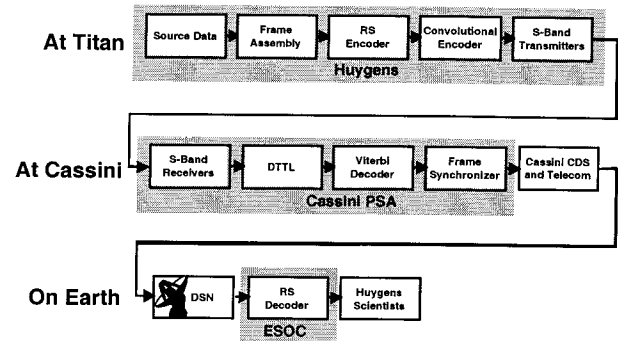 At Titan
Source Data
Frame
Assembly
RS
Encoder
Convolutional
Encoder
S-Band
Transmitters
Huygens
At Cassini
S-Band
Receivers
DTTL
Viterbi
Decoder
Frame
Synchronizer
Cassini CDS
and Telecom
Cassini PSA
On Earth
DSN
RS
Decoder
Huygens
Scientists
ESOC